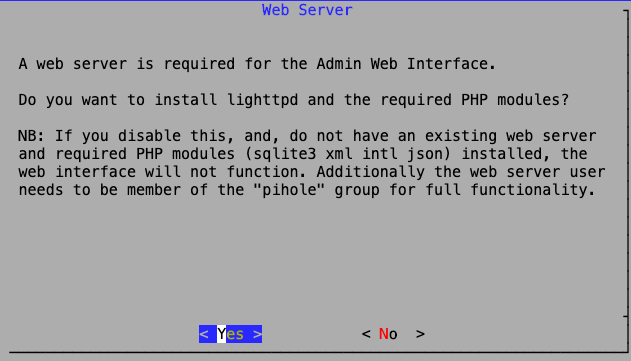 Web Server
A web server is required for the Admin Web Interface.
Do you want to install lighttpd and the required PHP modules?
NB: If you disable this, and, do not have an existing web server
and required PHP modules (sqlite3 xml intl json) installed, the
web interface will not function. Additionally the web server user
needs to be member of the "pihole" group for full functionality.
< Yes > < No >